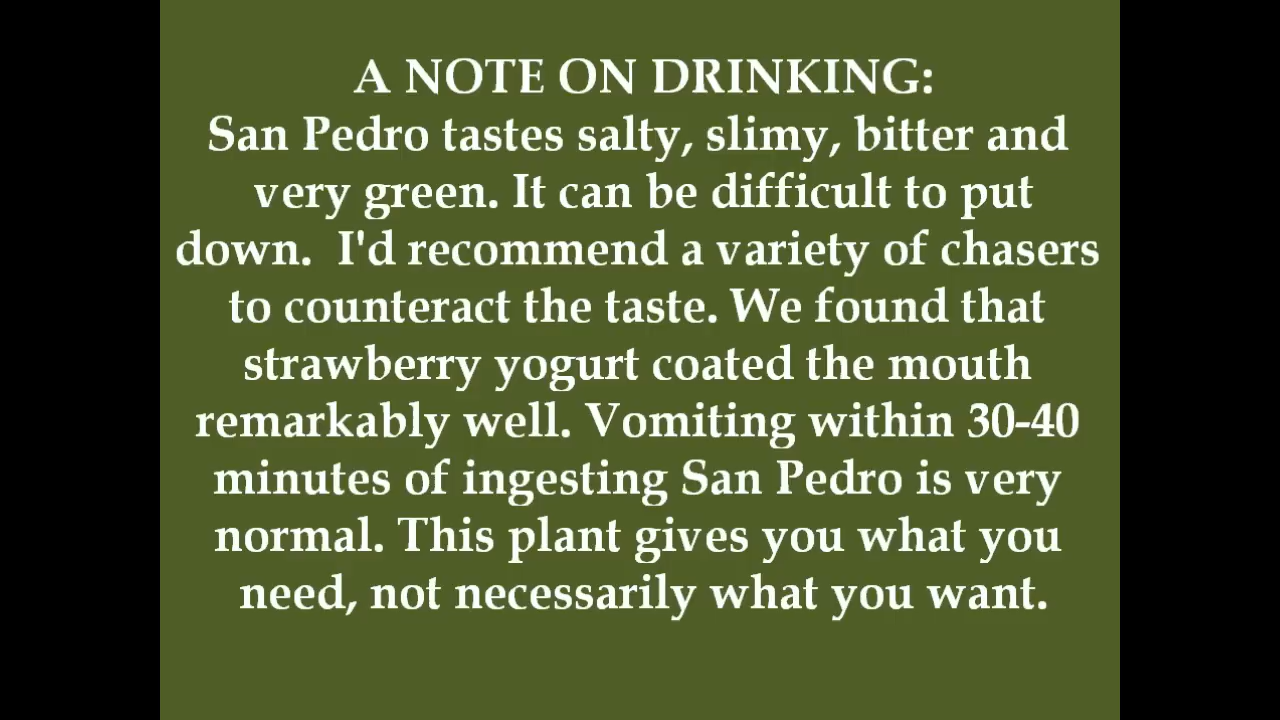 A NOTE ON DRINKING:
San Pedro tastes salty, slimy, bitter and
very green. It can be difficult to put
down.  I'd recommend a variety of chasers
to counteract the taste. We found that
strawberry yogurt coated the mouth
remarkably well. Vomiting within 30-40
minutes of ingesting San Pedro is very
normal. This plant gives you what you
need, not necessarily what you want.